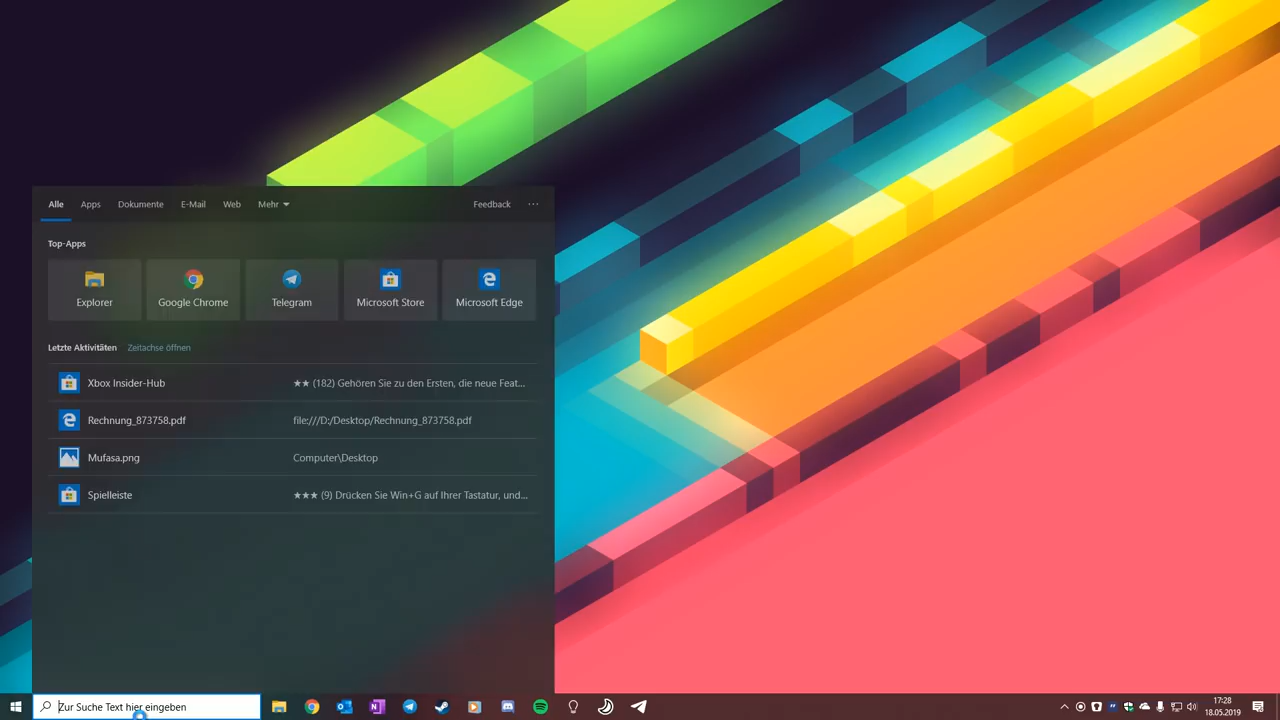 Alle Apps Dokumente E-Mail Web Mehr Feedback ...
Top-Apps
Explorer Google Chrome Telegram Microsoft Store Microsoft Edge
Letzte Aktivitäten Zeitachse öffnen
Xbox Insider-Hub ★★ (182) Gehören Sie zu den Ersten, die neue Feat...
Rechnung_873758.pdf file:///D:/Desktop/Rechnung_873758.pdf
Mufasa.png Computer\Desktop
Spielleiste ★★★ (9) Drücken Sie Win+G auf Ihrer Tastatur, und...
Zur Suche Text hier eingeben
17:28
18.05.2019